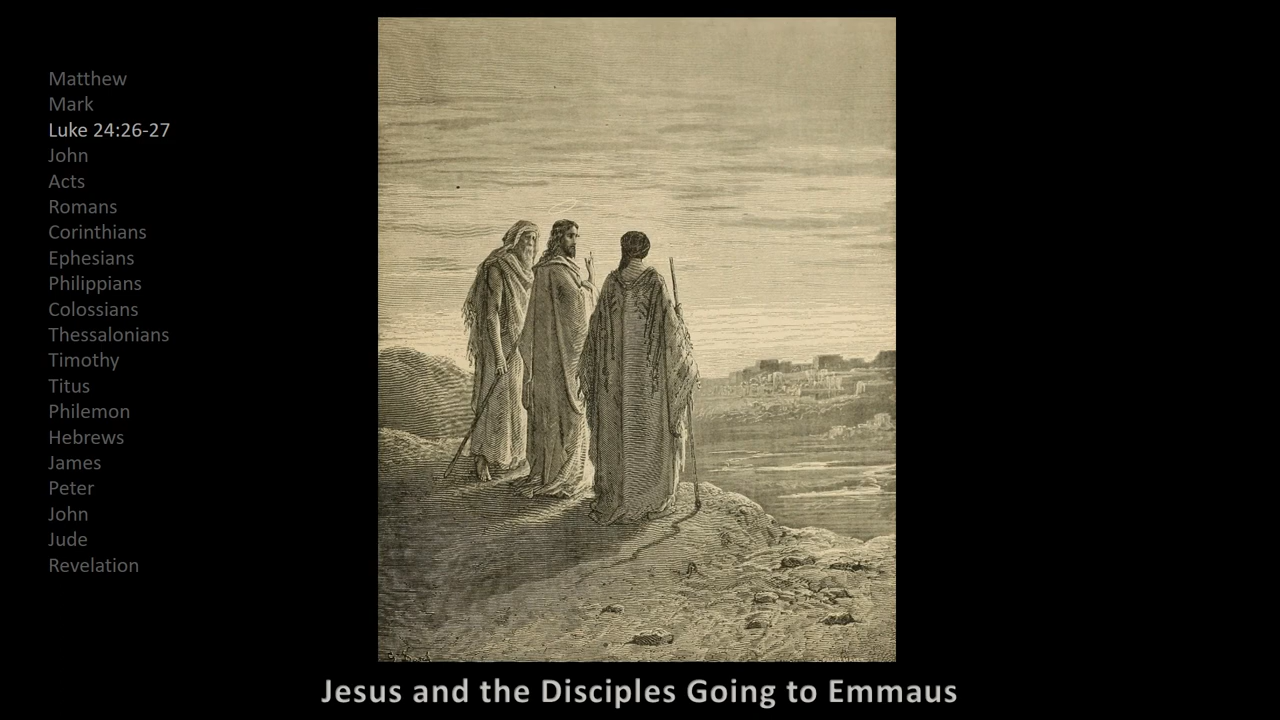 Matthew
Mark
Luke 24:26-27
John
Acts
Romans
Corinthians
Ephesians
Philippians
Colossians
Thessalonians
Timothy
Titus
Philemon
Hebrews
James
Peter
John
Jude
Revelation
Jesus and the Disciples Going to Emmaus